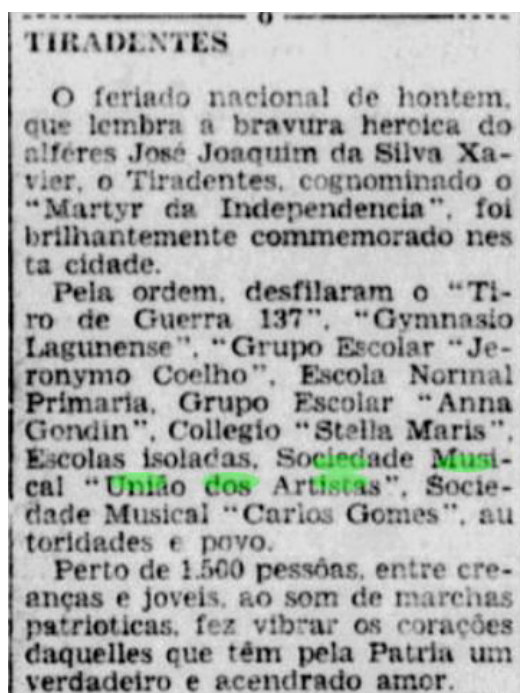 TIRADENTES
O feriado nacional de hontem,
que lembra a bravura heroica do
alféres José Joaquim da Silva Xa-
vier, o Tiradentes, cognominado o
"Martyr da Independencia", foi
brilhantemente commemorado nes
ta cidade.
Pela ordem, desfilaram o "Ti-
ro de Guerra 137", "Gymnasio
Lagunense", "Grupo Escolar "Je-
ronymo Coelho", Escola Normal
Primaria, Grupo Escolar "Anna
Gondin", Collegio "Stella Maris",
Escolas isoladas, Sociedade Musi-
cal "União dos Artistas", Socie-
dade Musical "Carlos Gomes", au
toridades e povo.
Perto de 1.500 pessôas, entre cre-
anças e joveis, ao som de marchas
patrioticas, fez vibrar os corações
daquelles que têm pela Patria um
verdadeiro e acendrado amor.